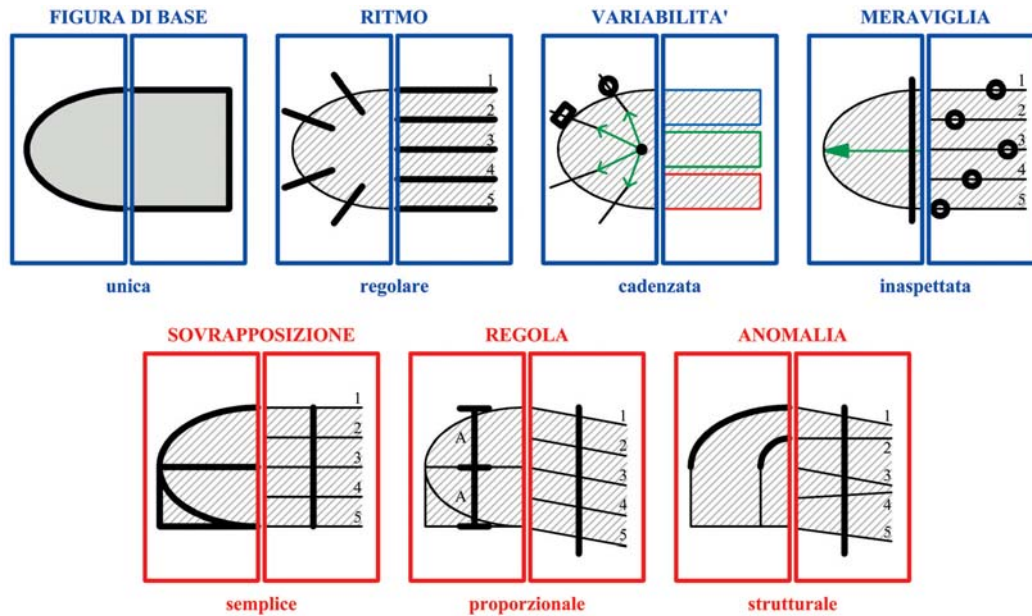 FIGURA DI BASE
RITMO
VARIABILITA'
MERAVIGLIA
1
2
3
4
5
1
2
3
4
5
unica
regolare
cadenzata
inaspettata
SOVRAPPOSIZIONE
REGOLA
ANOMALIA
1
2
3
4
5
A
A
1
2
3
4
5
1
2
3
4
5
semplice
proporzionale
strutturale